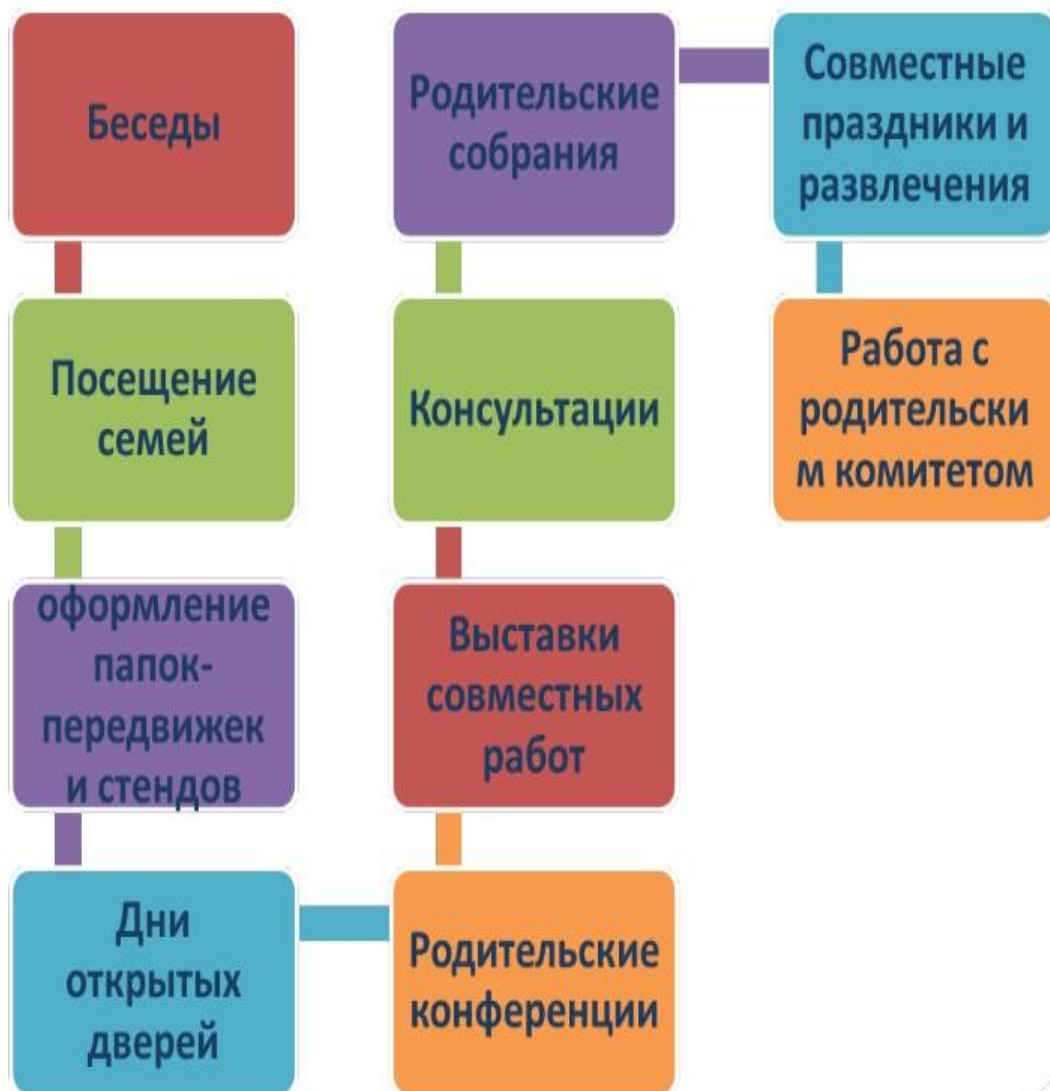 Беседы
Посещение
семей
оформление
папок-
передвижек
и стендов
Дни
открытых
дверей
Родительские
конференции
Выставки
совместных
работ
Консультации
Родительские
собрания
Совместные
праздники и
развлечения
Работа с
родительски
м комитетом